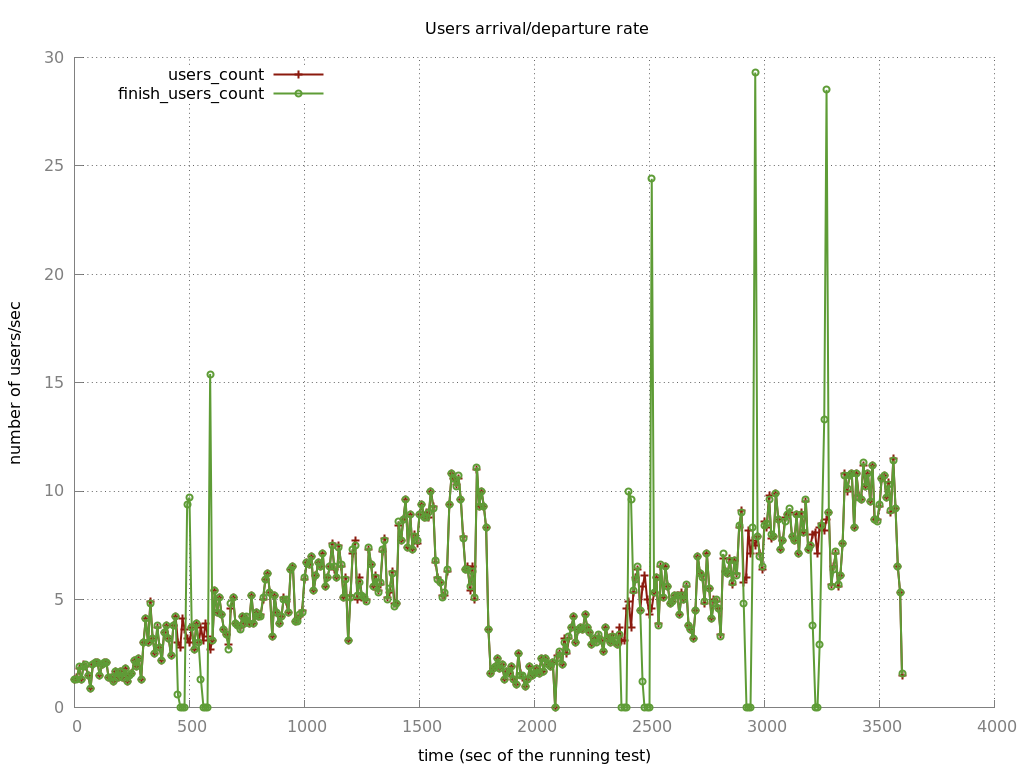 Users arrival/departure rate
30
users_count
finish_users_count
25
20
15
10
5
0
number of users/sec
0 500 1000 1500 2000 2500 3000 3500 4000
time (sec of the running test)